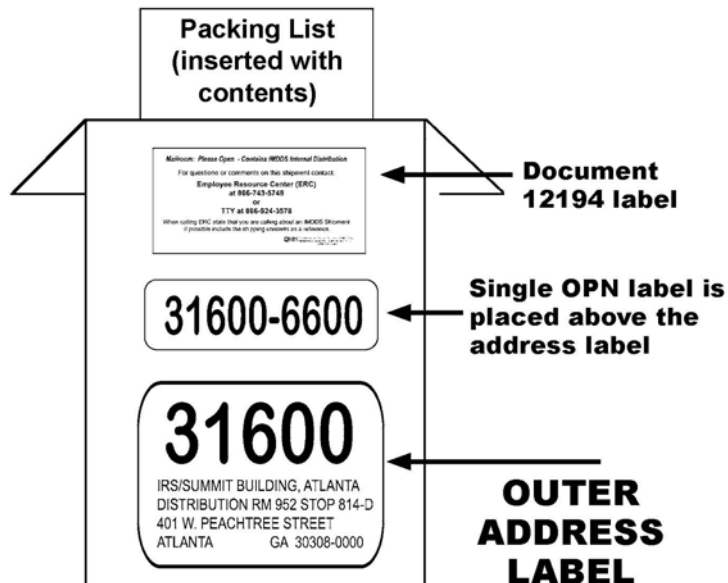 Packing List
(inserted with
contents)
Mailroom: Please Open - Contains IMDDS Internal Distribution
For questions or comments on this shipment contact:
Employee Resource Center (ERC)
at 866-743-5748
or
TTY at 866-924-3578
When calling ERC state that you are calling about an IMDDS Shipment
if possible include the shipping
as a reference.
Document
12194 label
31600-6600
Single OPN label is
placed above the
address label
31600
IRS/SUMMIT BUILDING, ATLANTA
DISTRIBUTION RM 952 STOP 814-D
401 W. PEACHTREE STREET
ATLANTA GA 30308-0000
OUTER
ADDRESS
LABEL